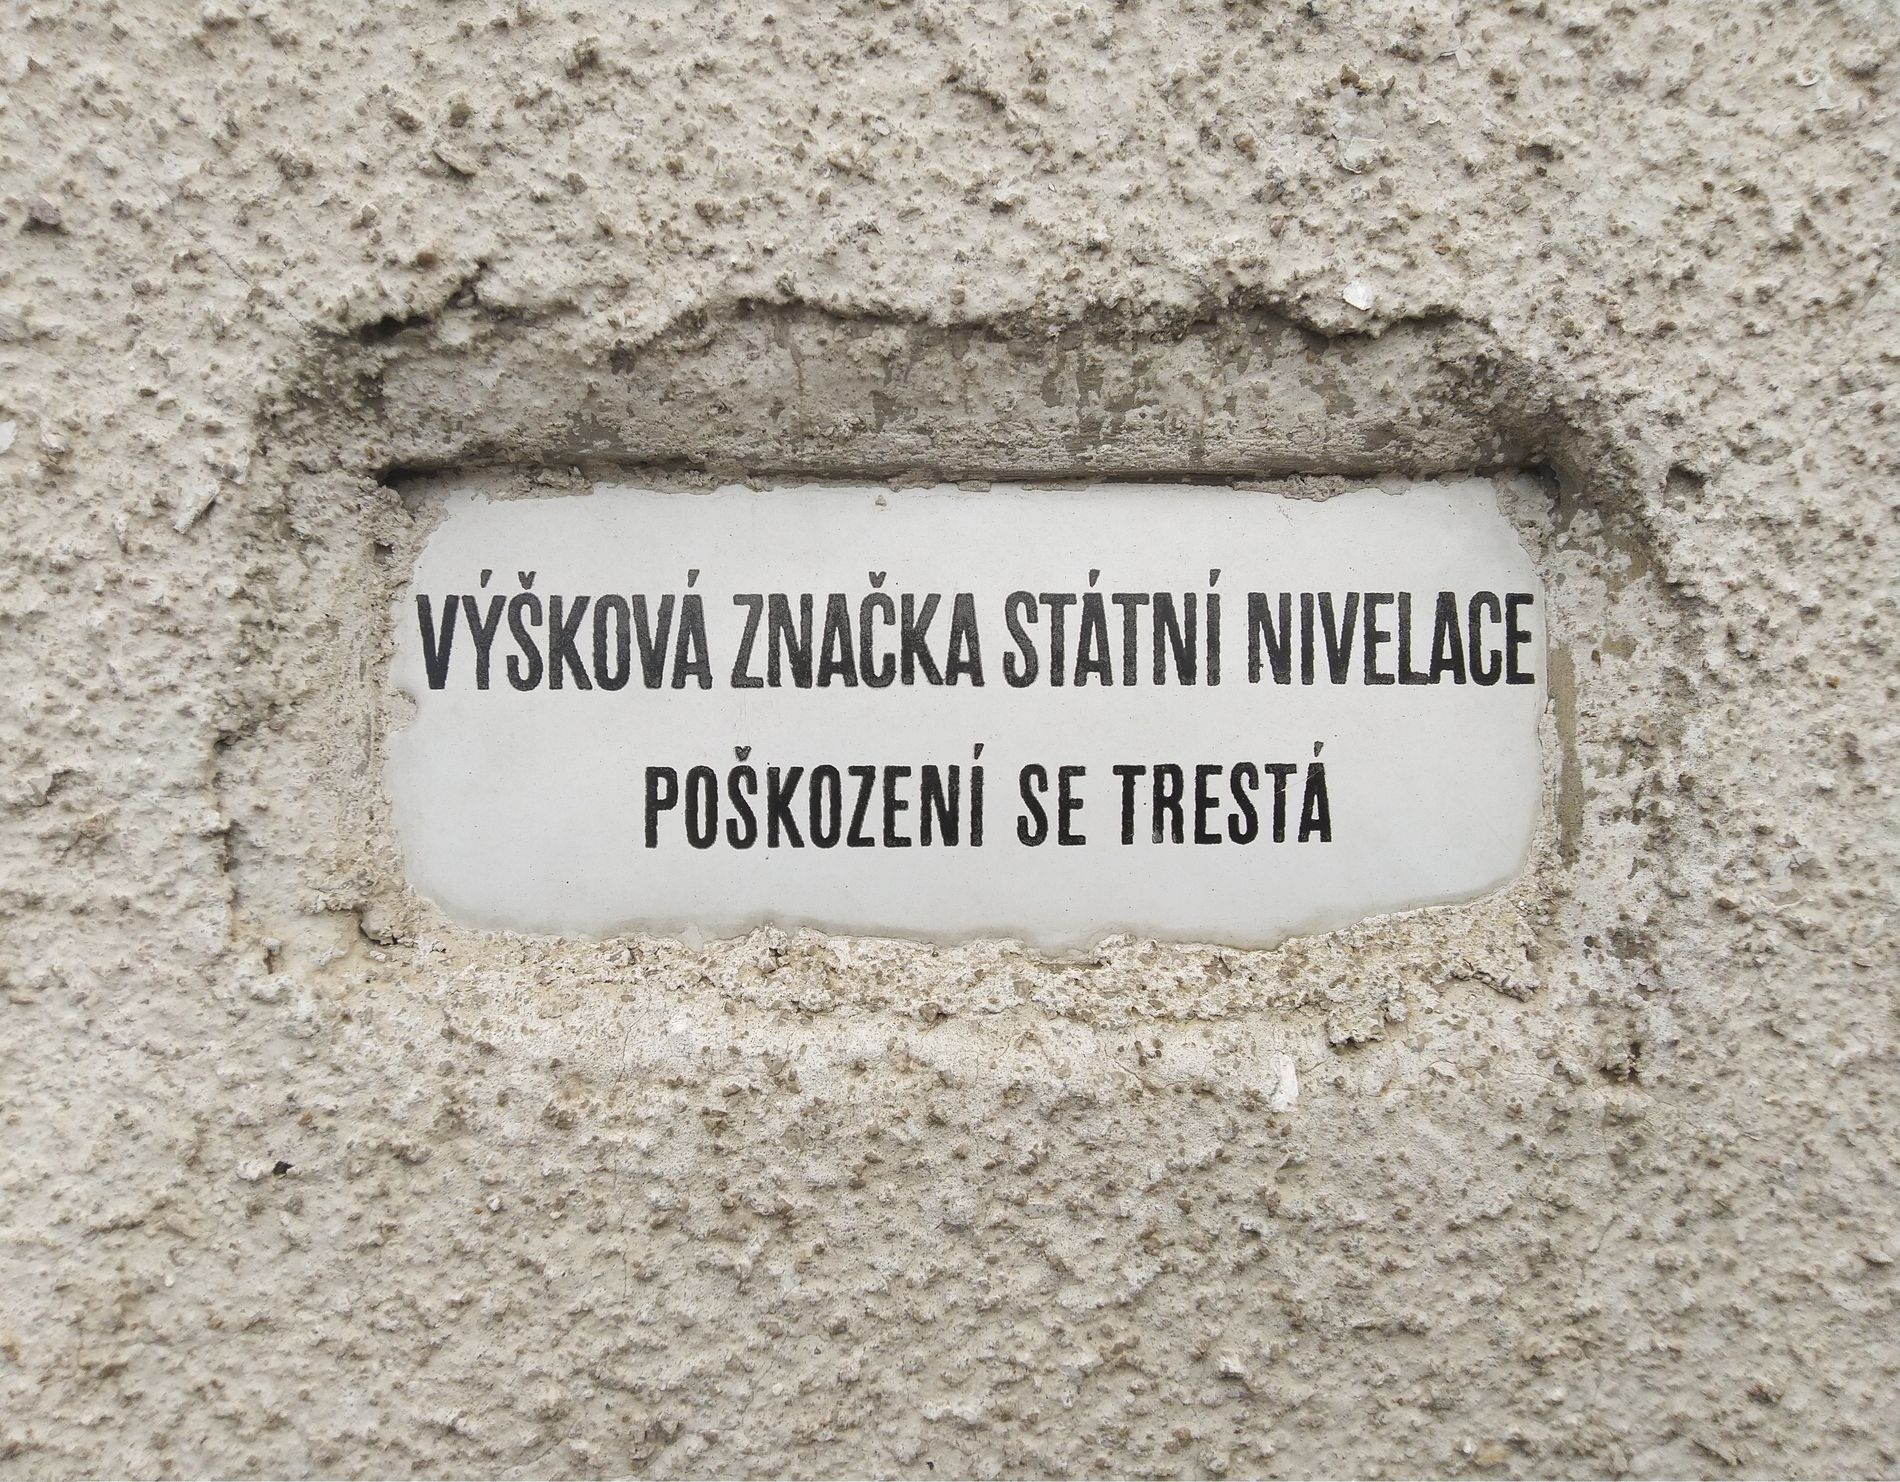 VÝŠKOVÁ ZNAČKA STÁTNÍ NIVELACE
POŠKOZENÍ SE TRESTÁ